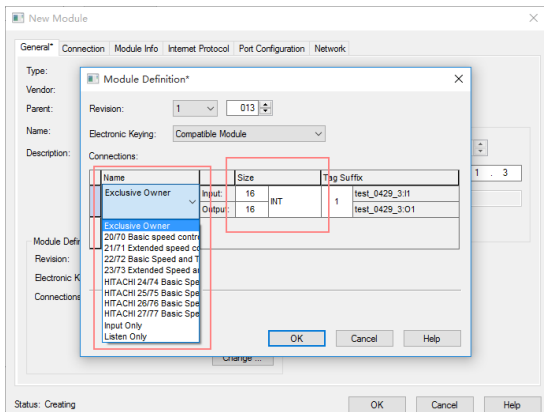 New Module
General* Connection Module Info Internet Protocol Port Configuration Network
Type:
Vendor:
Parent:
Name:
Description:
1 . 3
Module Defin
Revision:
Electronic K
Connections
Change ...
Status: Creating
OK Cancel Help
Module Definition*
Revision: 1 013
Electronic Keying: Compatible Module
Connections:
Name Size Tag Suffix
Exclusive Owner Input: 16 INT 1 test_0429_3:I1
Output: 16 test_0429_3:O1
Exclusive Owner
20/70 Basic speed contr
21/71 Extended speed co
22/72 Basic Speed and T
23/73 Extended Speed a
HITACHI 24/74 Basic Spe
HITACHI 25/75 Basic Spe
HITACHI 26/76 Basic Spe
HITACHI 27/77 Basic Spe
Input Only
Listen Only
OK Cancel Help